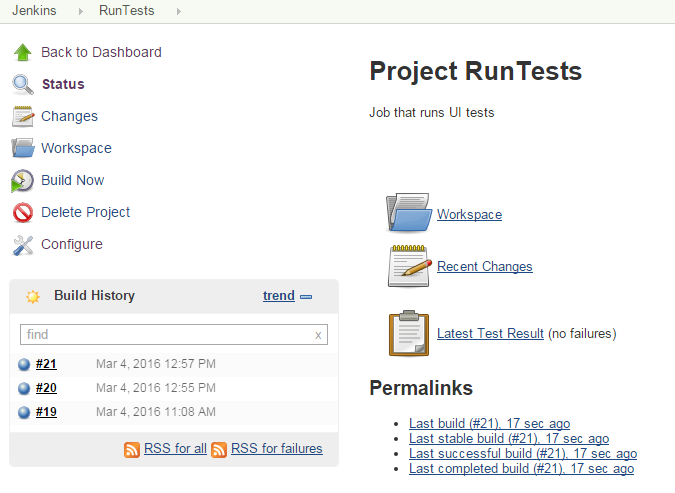 Jenkins RunTests
Back to Dashboard
Status
Changes
Workspace
Build Now
Delete Project
Configure
Build History trend
find x
#21 Mar 4, 2016 12:57 PM
#20 Mar 4, 2016 12:55 PM
#19 Mar 4, 2016 11:08 AM
RSS for all RSS for failures
Project RunTests
Job that runs UI tests
Workspace
Recent Changes
Latest Test Result (no failures)
Permalinks
Last build (#21), 17 sec ago
Last stable build (#21), 17 sec ago
Last successful build (#21), 17 sec ago
Last completed build (#21), 17 sec ago